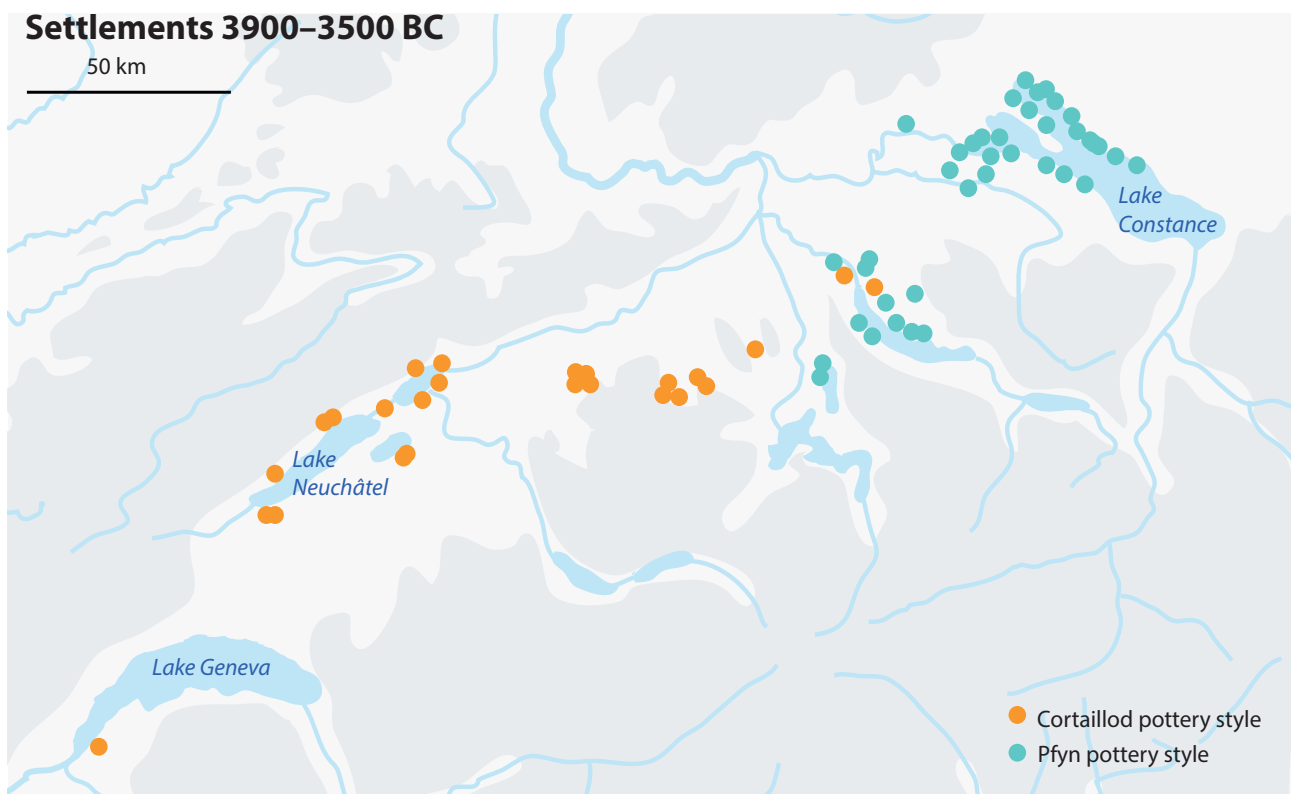 Settlements 3900–3500 BC
50 km
Lake
Constance
Lake
Neuchâtel
Lake Geneva
Cortaillod pottery style
Pfyn pottery style